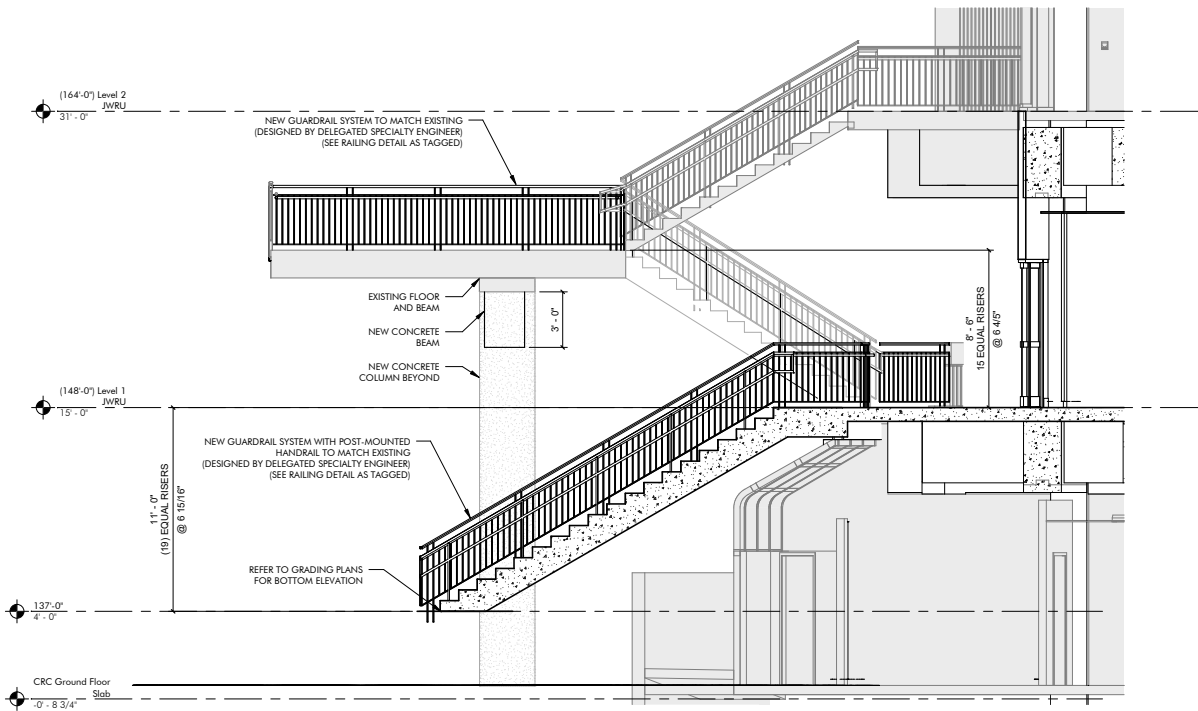 (164'-0") Level 2
JWRU
31' - 0"
NEW GUARDRAIL SYSTEM TO MATCH EXISTING
(DESIGNED BY DELEGATED SPECIALTY ENGINEER)
(SEE RAILING DETAIL AS TAGGED)
EXISTING FLOOR
AND BEAM
3' - 0"
8' - 6"
15 EQUAL RISERS
@ 6 4/5"
NEW CONCRETE
BEAM
NEW CONCRETE
COLUMN BEYOND
(148'-0") Level 1
JWRU
15' - 0"
NEW GUARDRAIL SYSTEM WITH POST-MOUNTED
HANDRAIL TO MATCH EXISTING
(DESIGNED BY DELEGATED SPECIALTY ENGINEER)
(SEE RAILING DETAIL AS TAGGED)
11' - 0"
(19) EQUAL RISERS
@ 6 15/16"
REFER TO GRADING PLANS
FOR BOTTOM ELEVATION
137'-0"
4' - 0"
CRC Ground Floor
Slab
-0' - 8 3/4"